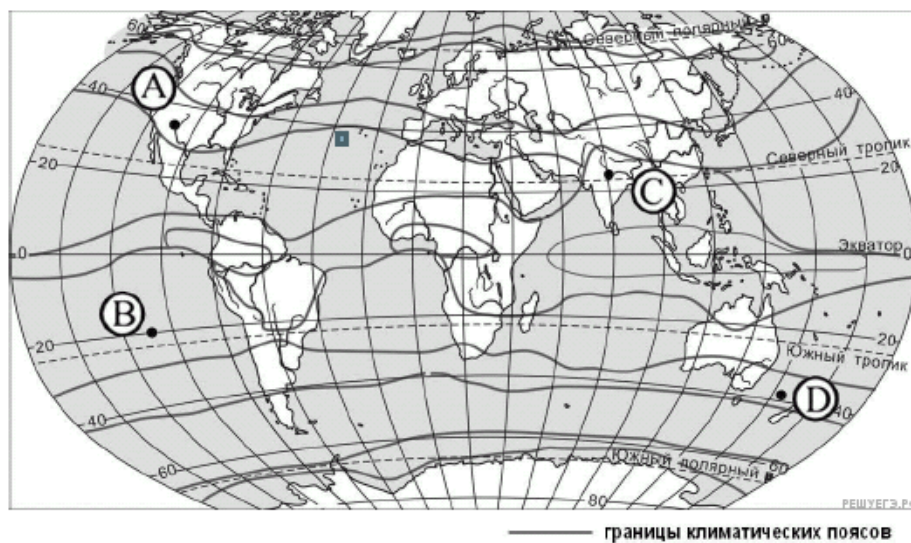 60
Северный полярный
60
A
40
40
Северный тропик
20
20
C
Экватор
0
0
B
20
20
Южный тропик
D
40
40
60
Южный полярный
60
80
РЕШУЕГЭ.РФ
границы климатических поясов